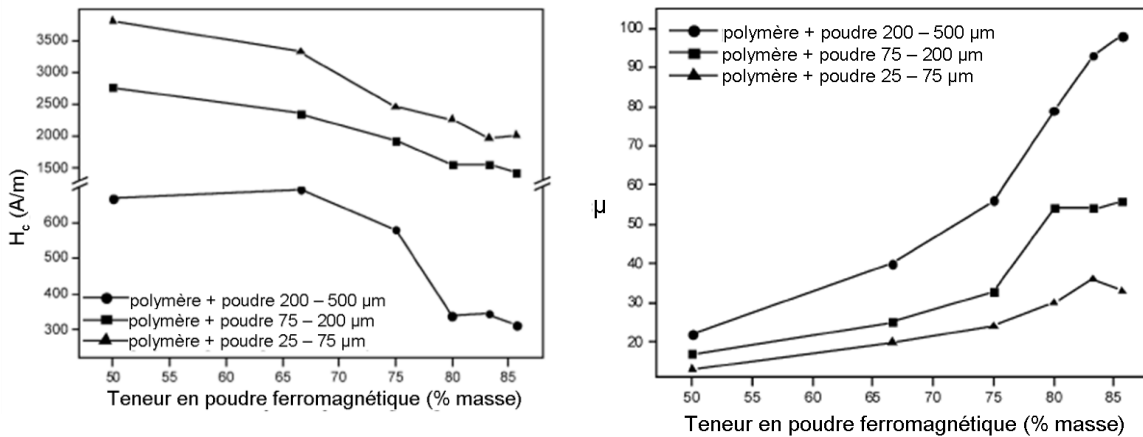 3500
3000
2500
2000
1500
600
500
400
300
H_c (A/m)
polymère + poudre 200 – 500 µm
polymère + poudre 75 – 200 µm
polymère + poudre 25 – 75 µm
50 55 60 65 70 75 80 85
Teneur en poudre ferromagnétique (% masse)
100
90
80
70
60
50
40
30
20
µ
polymère + poudre 200 – 500 µm
polymère + poudre 75 – 200 µm
polymère + poudre 25 – 75 µm
50 55 60 65 70 75 80 85
Teneur en poudre ferromagnétique (% masse)